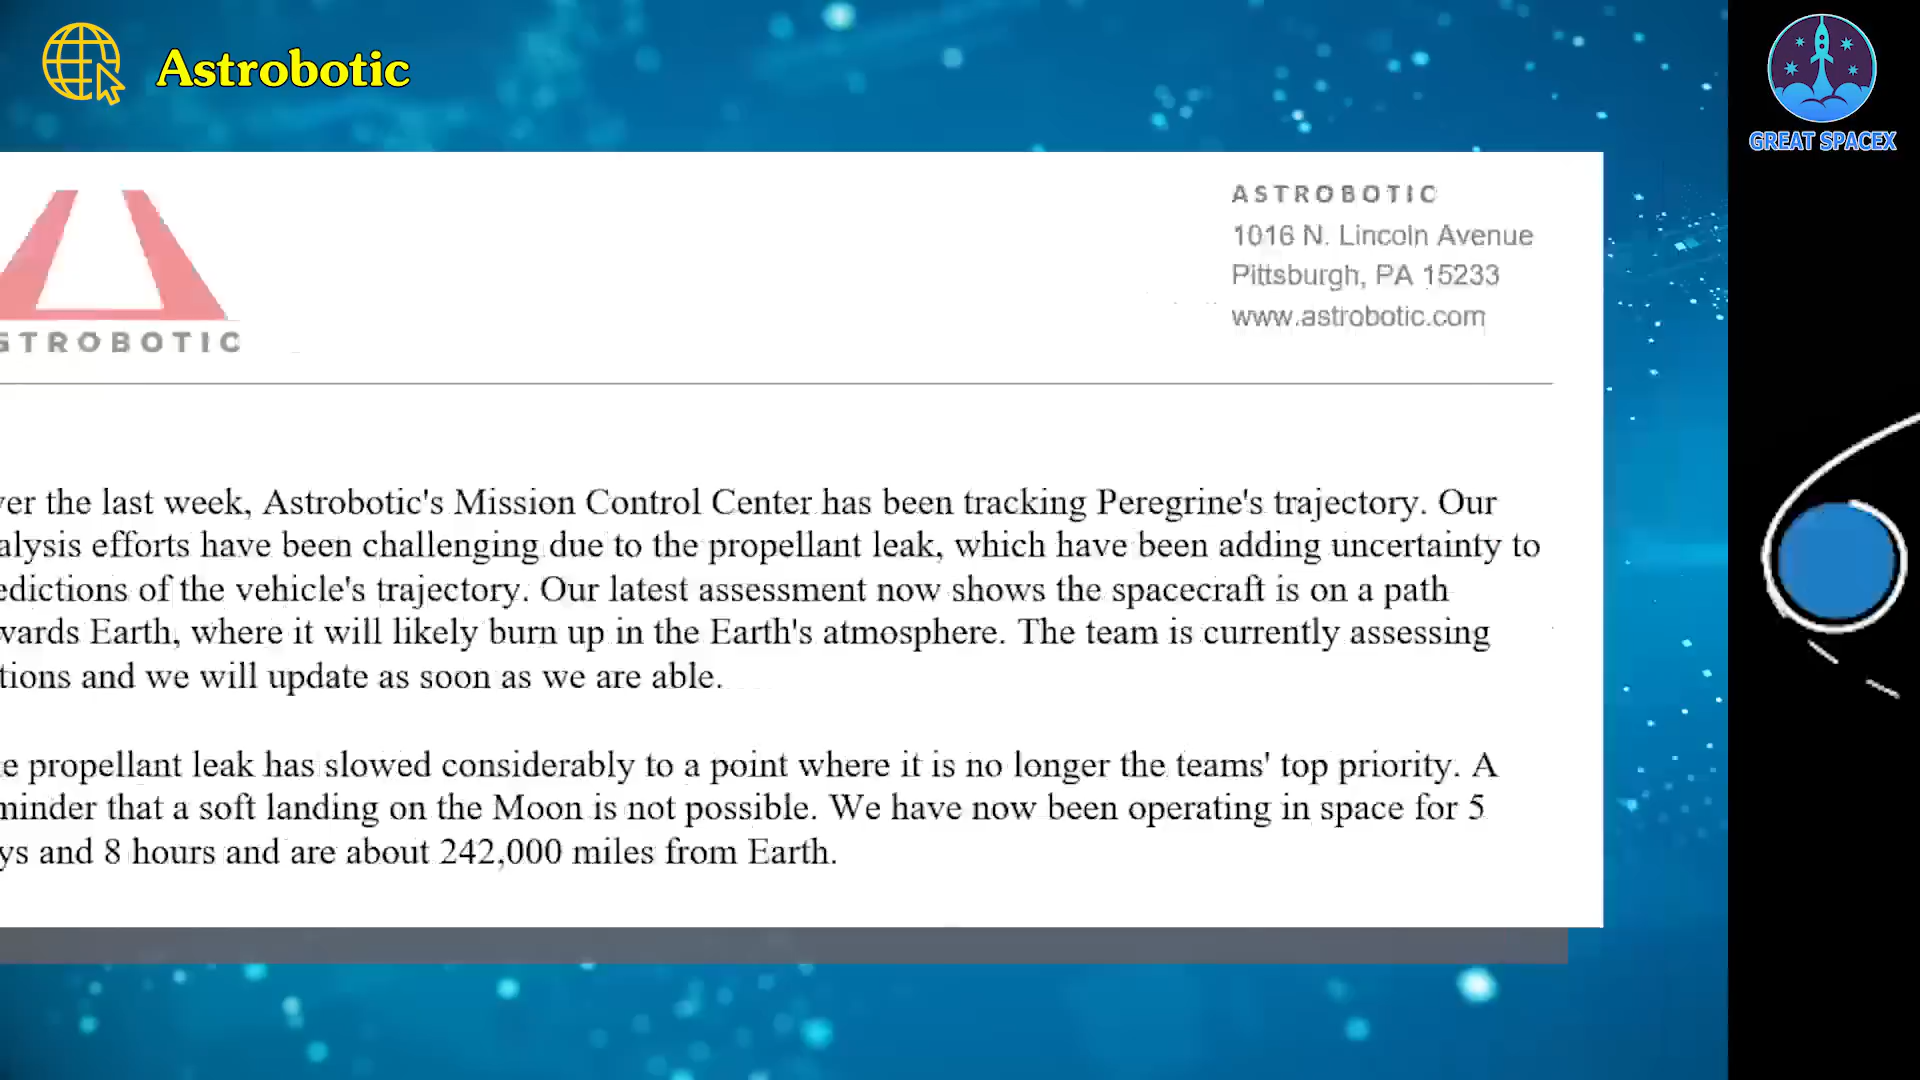 Astrobotic
GREAT SPACEX
ASTROBOTIC
1016 N. Lincoln Avenue
Pittsburgh, PA 15233
www.astrobotic.com
STROBOTIC
ver the last week, Astrobotic's Mission Control Center has been tracking Peregrine's trajectory. Our
alysis efforts have been challenging due to the propellant leak, which have been adding uncertainty to
edictions of the vehicle's trajectory. Our latest assessment now shows the spacecraft is on a path
wards Earth, where it will likely burn up in the Earth's atmosphere. The team is currently assessing
tions and we will update as soon as we are able.
e propellant leak has slowed considerably to a point where it is no longer the teams' top priority. A
minder that a soft landing on the Moon is not possible. We have now been operating in space for 5
ys and 8 hours and are about 242,000 miles from Earth.